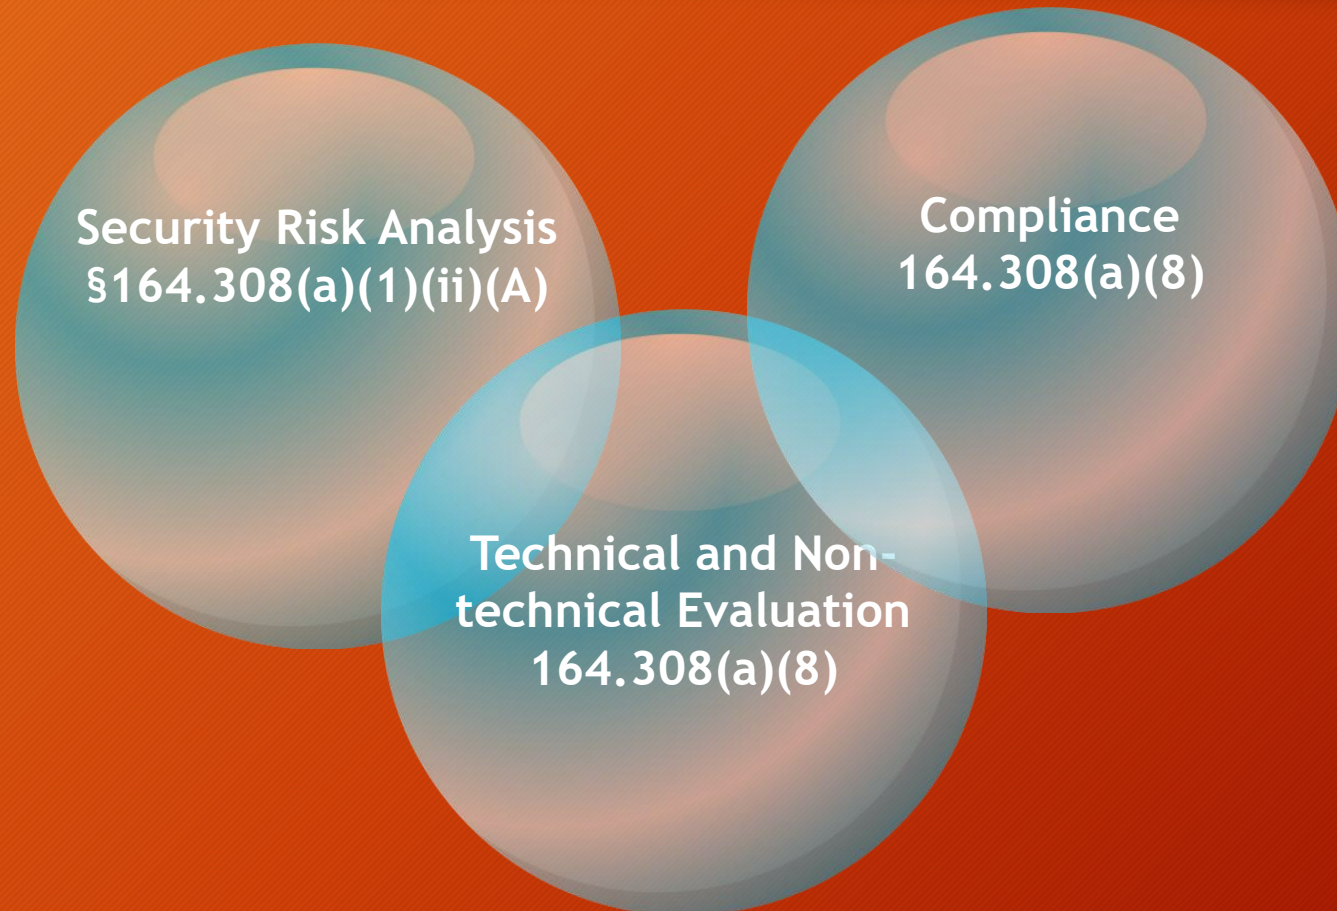 Security Risk Analysis
§164.308(a)(1)(ii)(A)
Compliance
164.308(a)(8)
Technical and Non-
technical Evaluation
164.308(a)(8)